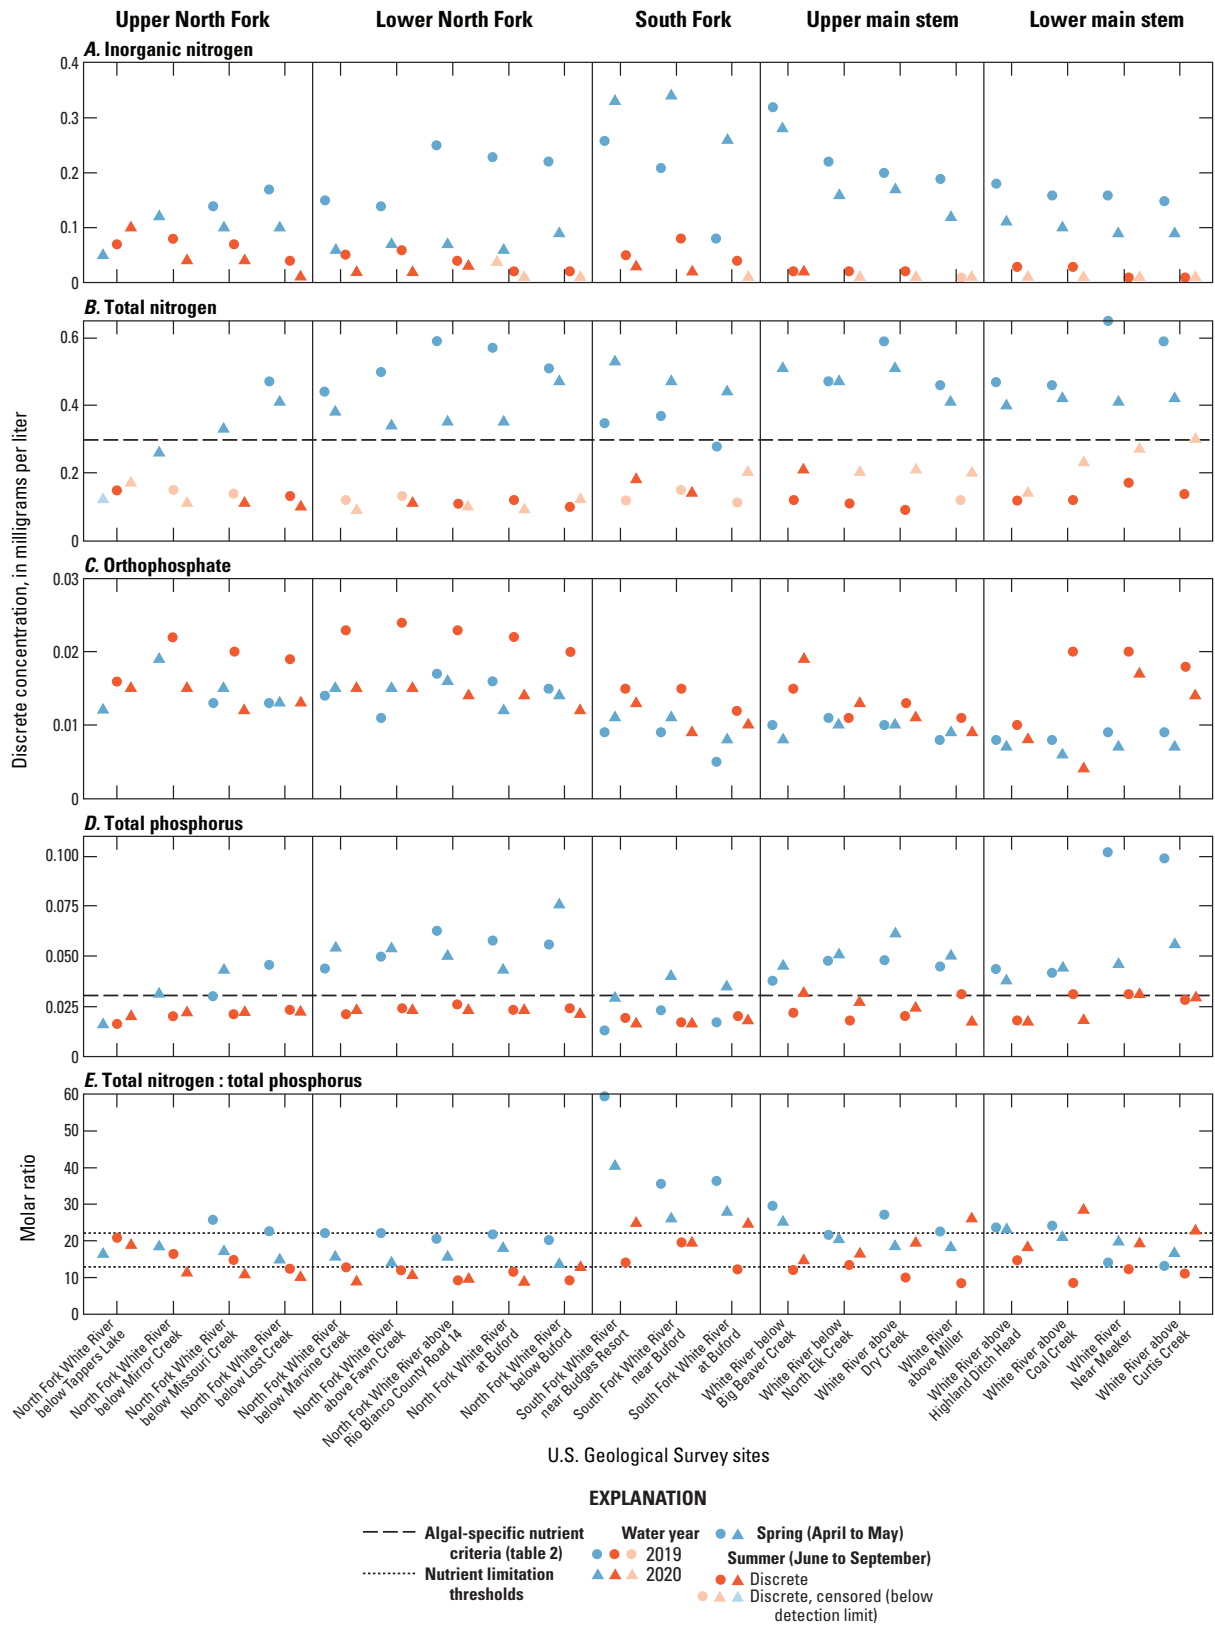 Upper North Fork Lower North Fork South Fork Upper main stem Lower main stem
A. Inorganic nitrogen
0.4
0.3
0.2
0.1
0
B. Total nitrogen
0.6
0.4
0.2
0
C. Orthophosphate
0.03
0.02
0.01
0
D. Total phosphorus
0.100
0.075
0.050
0.025
0
E. Total nitrogen : total phosphorus
60
50
40
30
20
10
0
Discrete concentration, in milligrams per liter
Molar ratio
North Fork White River
below Tappers Lake
North Fork White River
below Mirror Creek
North Fork White River
below Missouri Creek
North Fork White River
below Lost Creek
North Fork White River
below Marvine Creek
North Fork White River
above Fawn Creek
North Fork White River above
Rio Blanco County Road 14
North Fork White River
at Buford
North Fork White River
below Buford
South Fork White River
near Budges Resort
South Fork White River
near Buford
South Fork White River
at Buford
White River below
Big Beaver Creek
White River below
North Elk Creek
White River above
Dry Creek
White River
above Miller
White River above
Highland Ditch Head
White River above
Coal Creek
White River
Near Meeker
White River above
Curtis Creek
U.S. Geological Survey sites
EXPLANATION
Algal-specific nutrient
criteria (table 2)
Nutrient limitation
thresholds
Water year
2019
2020
Spring (April to May)
Summer (June to September)
Discrete
Discrete, censored (below
detection limit)